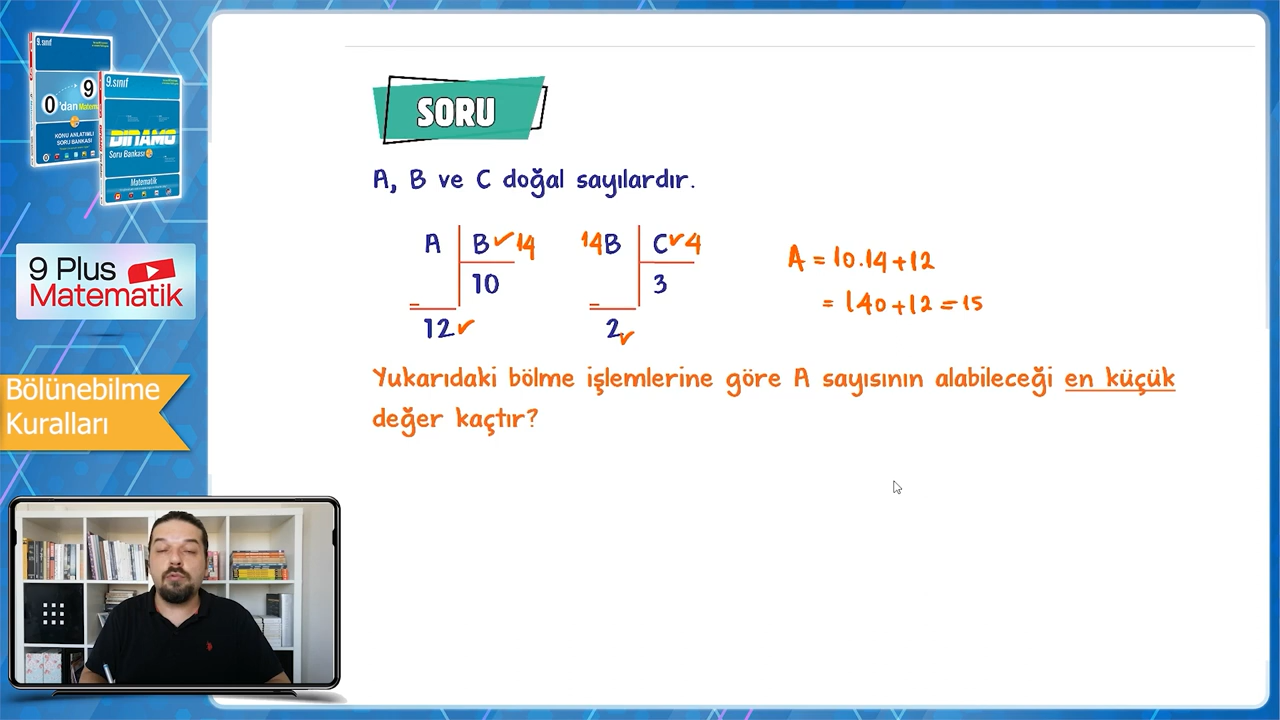 9.sınıf
0'dan 9
KONU ANLATIMLI
SORU BANKASI
9.sınıf
DİNAMO
Soru Bankası
Matematik
9 Plus
Matematik
Bölünebilme
Kuralları
SORU
A, B ve C doğal sayılardır.
A B ✓ 14 14 B C ✓ 4
10 3
12 ✓ 2 ✓
A = 10.14+12
= 140+12 = 15
Yukarıdaki bölme işlemlerine göre A sayısının alabileceği en küçük
değer kaçtır?